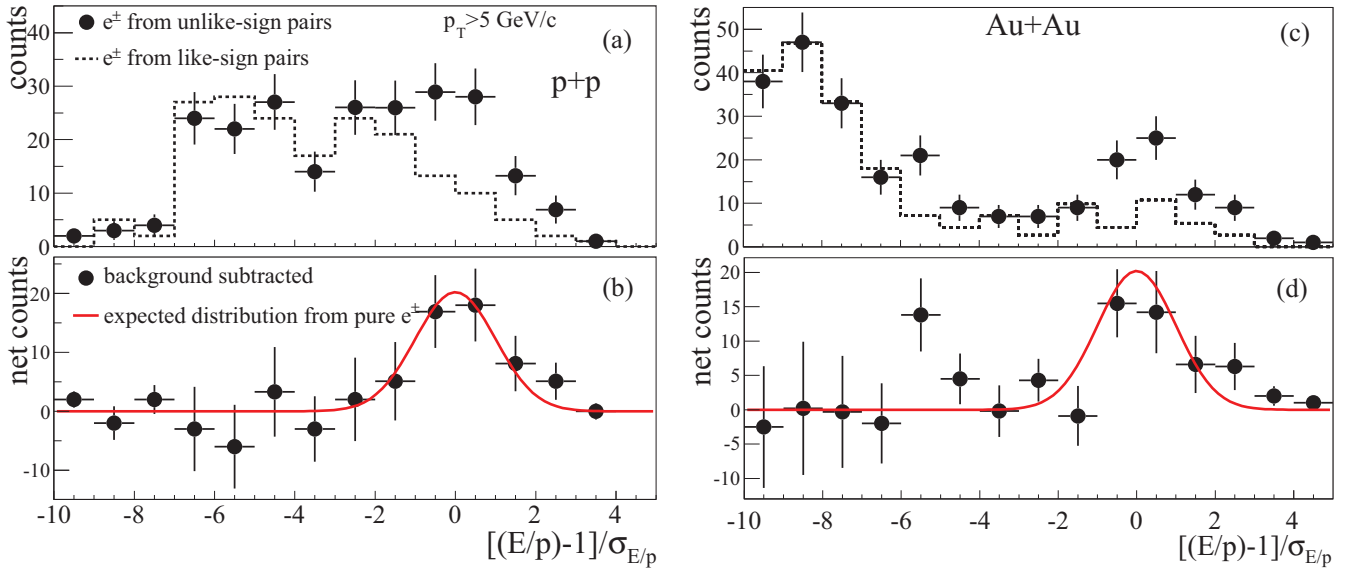 counts
40
30
20
10
0
e± from unlike-sign pairs
e± from like-sign pairs
p_T>5 GeV/c
(a)
p+p
net counts
20
10
0
-10
background subtracted
expected distribution from pure e±
(b)
-10 -8 -6 -4 -2 0 2 4
[(E/p)-1]/σ_E/p
counts
50
40
30
20
10
0
Au+Au
(c)
net counts
20
15
10
5
0
-5
-10
(d)
-10 -8 -6 -4 -2 0 2 4
[(E/p)-1]/σ_E/p